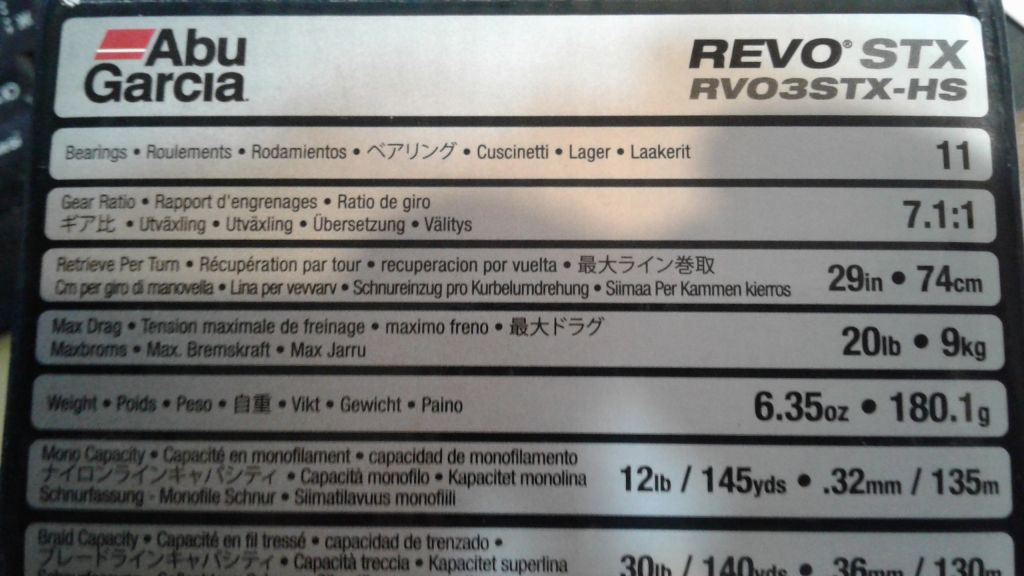 Abu
Garcia
REVO® STX
RVO3STX-HS
Bearings • Roulements • Rodamientos • ベアリング • Cuscinetti • Lager • Laakerit
11
Gear Ratio • Rapport d'engrenages • Ratio de giro
ギア比 • Utväxling • Utväxling • Übersetzung • Välitys
7.1:1
Retrieve Per Turn • Récupération par tour • recuperacion por vuelta • 最大ライン巻取
Cm per giro di manovella • Lina per vevvarv • Schnureinzug pro Kurbelumdrehung • Siimaa Per Kammen kierros
29in • 74cm
Max Drag • Tension maximale de freinage • maximo freno • 最大ドラグ
Maxbroms • Max. Bremskraft • Max Jarru
20lb • 9kg
Weight • Poids • Peso • 自重 • Vikt • Gewicht • Paino
6.35oz • 180.1g
Mono Capacity • Capacité en monofilament • capacidad de monofilamento
ナイロンラインキャパシティ • Capacità monofilo • Kapacitet monolina
Schnurfassung - Monofile Schnur • Siimatilavuus monofiili
12lb / 145yds • .32mm / 135m
Braid Capacity • Capacité en fil tressé • capacidad de trenzado •
ブレードラインキャパシティ • Capacità treccia • Kapacitet superlina
30lb / 140yds • .36mm / 130m